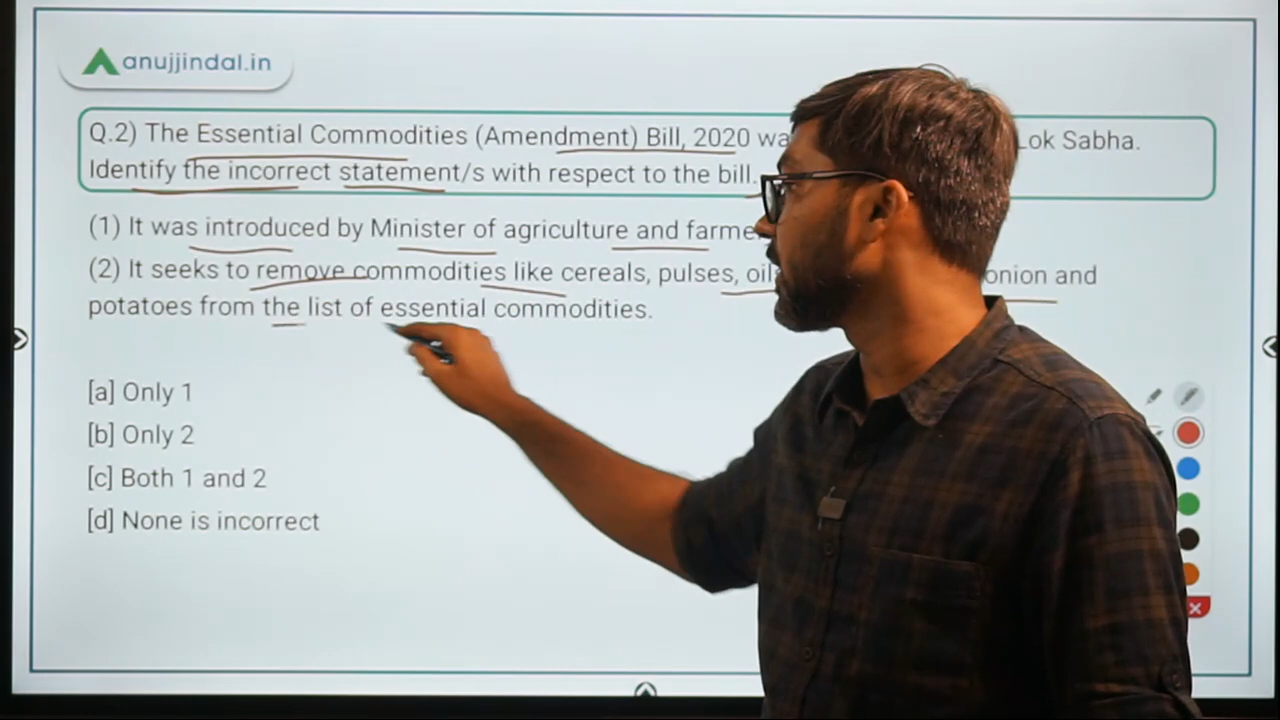 anujjindal.in
Q.2) The Essential Commodities (Amendment) Bill, 2020 Lok Sabha.
Identify the incorrect statement/s with respect to the bill.
(1) It was introduced by Minister of agriculture and
(2) It seeks to remove commodities like cereals, pulses, onion and
potatoes from the list of essential commodities.
[a] Only 1
[b] Only 2
[c] Both 1 and 2
[d] None is incorrect